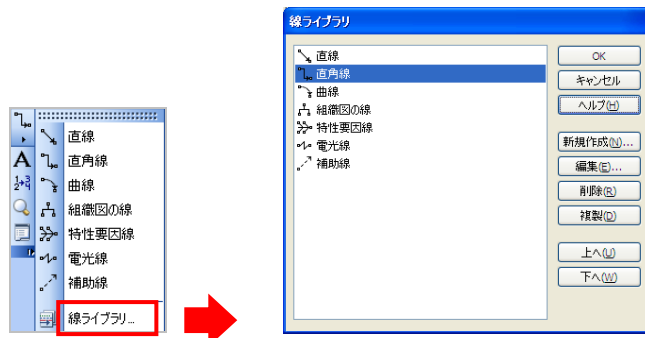 直線
直角線
曲線
組織図の線
特性要因線
電光線
補助線
線ライブラリ...
A
線ライブラリ
直線
直角線
曲線
組織図の線
特性要因線
電光線
補助線
OK
キャンセル
ヘルプ(H)
新規作成(N)...
編集(E)...
削除(R)
複製(D)
上へ(U)
下へ(W)